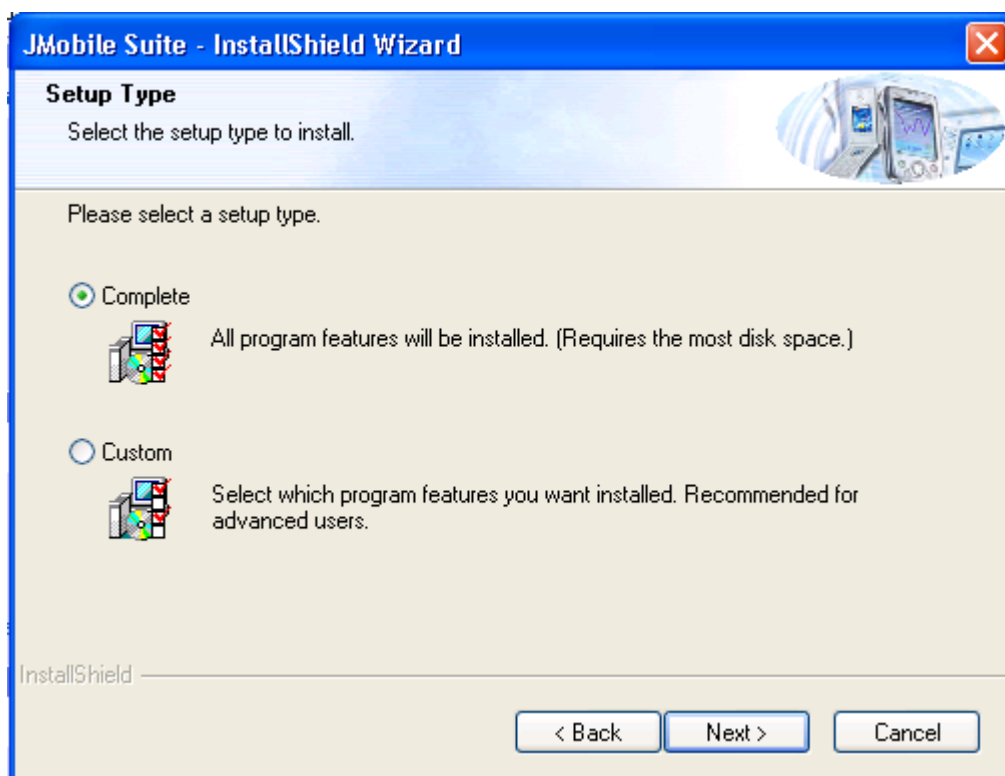 JMobile Suite - InstallShield Wizard
Setup Type
Select the setup type to install.
Please select a setup type.
Complete
All program features will be installed. (Requires the most disk space.)
Custom
Select which program features you want installed. Recommended for
advanced users.
InstallShield
< Back Next > Cancel